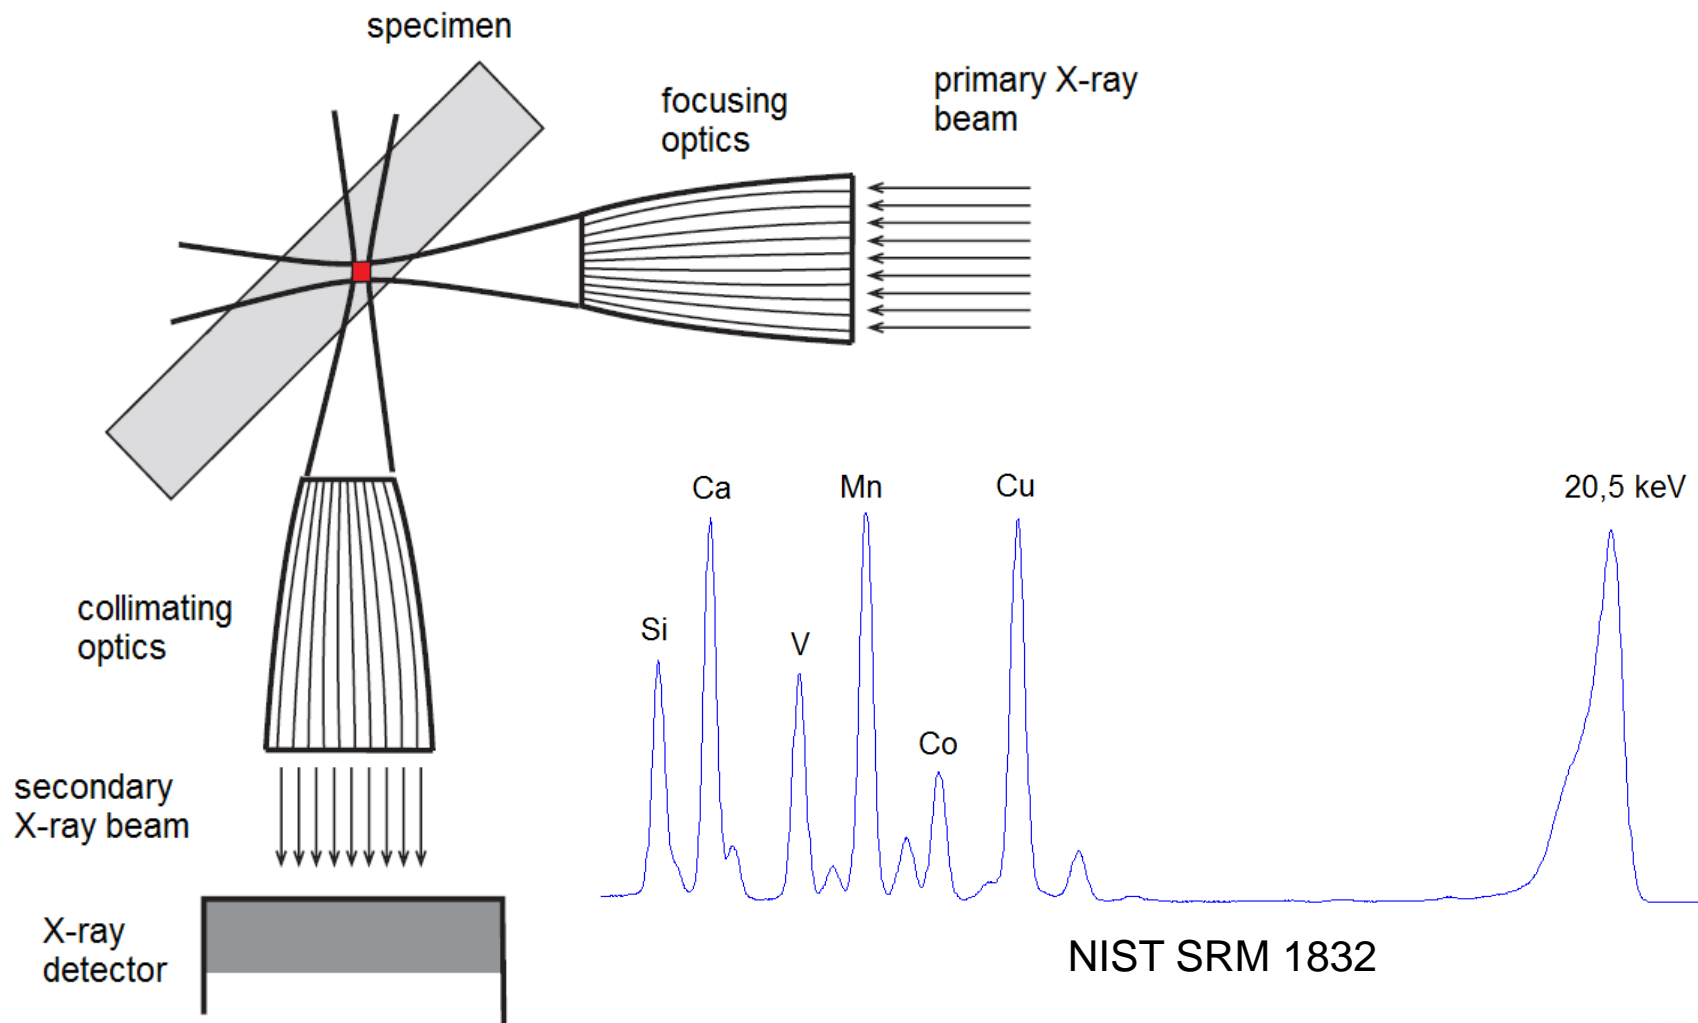 specimen
focusing
optics
primary X-ray
beam
collimating
optics
secondary
X-ray beam
X-ray
detector
Si
Ca
V
Mn
Co
Cu
20,5 keV
NIST SRM 1832